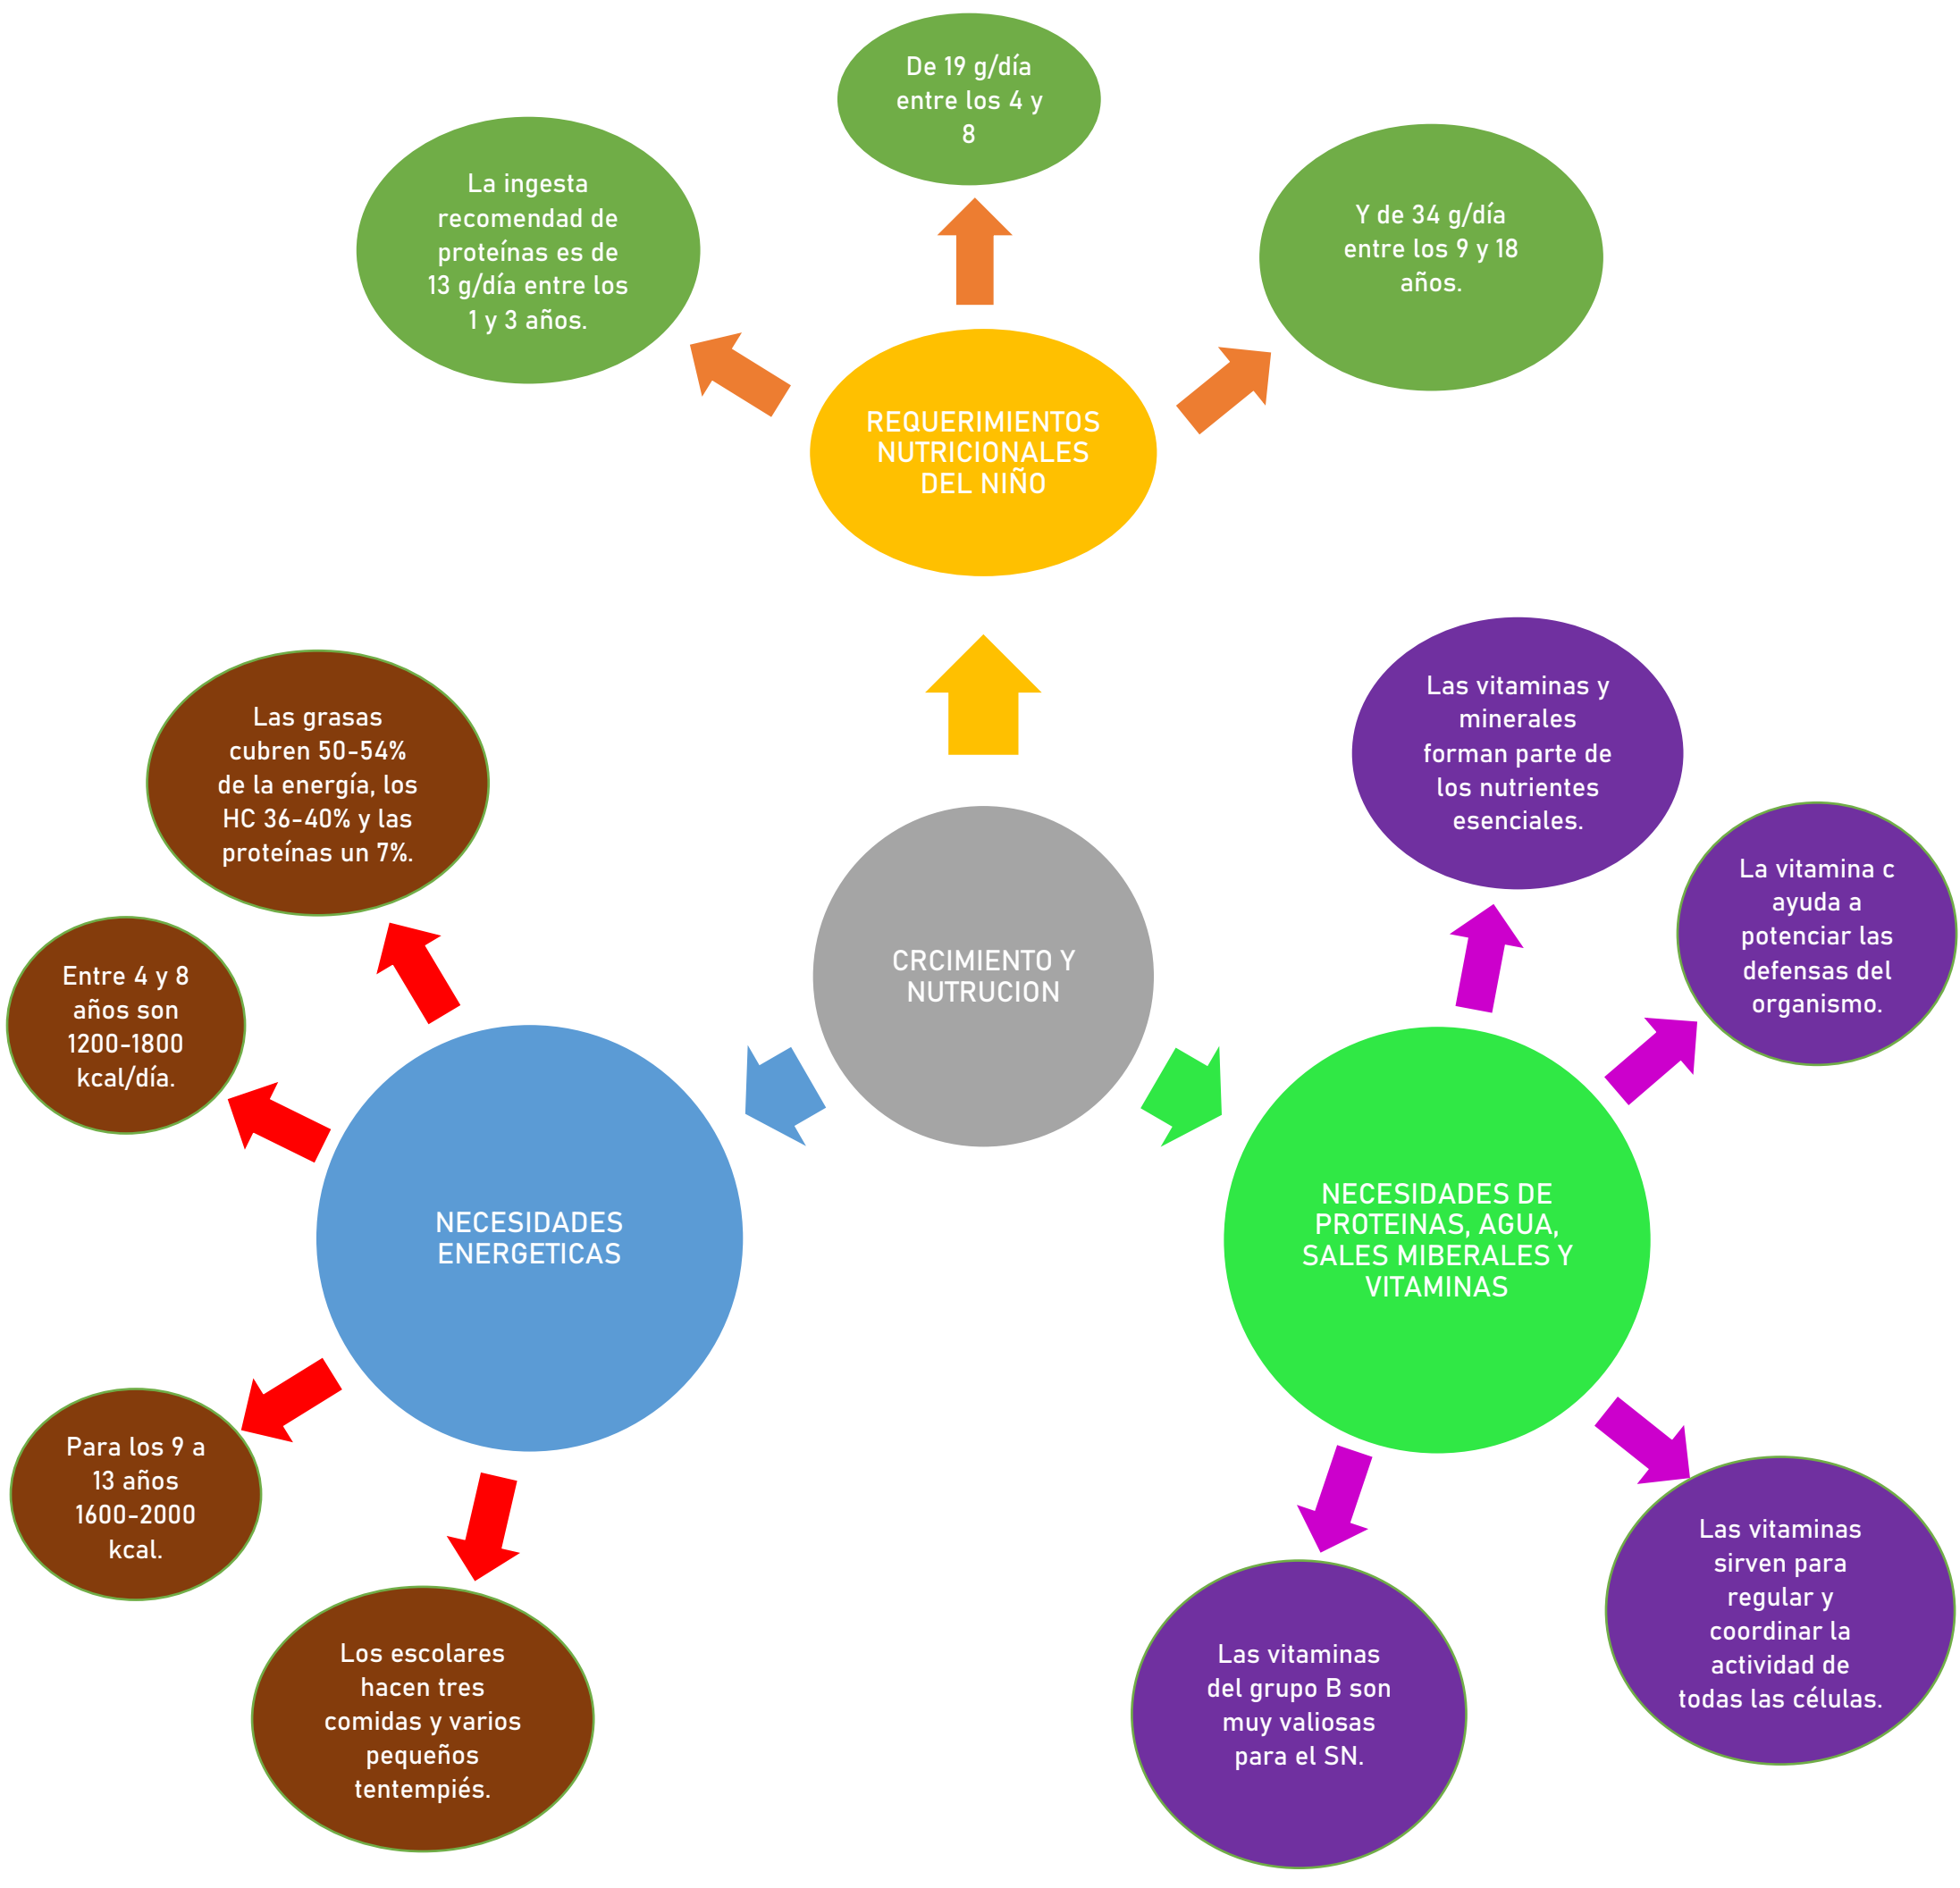 De 19 g/día
entre los 4 y
8
La ingesta
recomendad de
proteínas es de
13 g/día entre los
1 y 3 años.
Y de 34 g/día
entre los 9 y 18
años.
REQUERIMIENTOS
NUTRICIONALES
DEL NIÑO
Las grasas
cubren 50-54%
de la energía, los
HC 36-40% y las
proteínas un 7%.
Las vitaminas y
minerales
forman parte de
los nutrientes
esenciales.
La vitamina c
ayuda a
potenciar las
defensas del
organismo.
Entre 4 y 8
años son
1200-1800
kcal/día.
CRCIMIENTO Y
NUTRUCION
NECESIDADES
ENERGETICAS
NECESIDADES DE
PROTEINAS, AGUA,
SALES MIBERALES Y
VITAMINAS
Para los 9 a
13 años
1600-2000
kcal.
Los escolares
hacen tres
comidas y varios
pequeños
tentempiés.
Las vitaminas
del grupo B son
muy valiosas
para el SN.
Las vitaminas
sirven para
regular y
coordinar la
actividad de
todas las células.